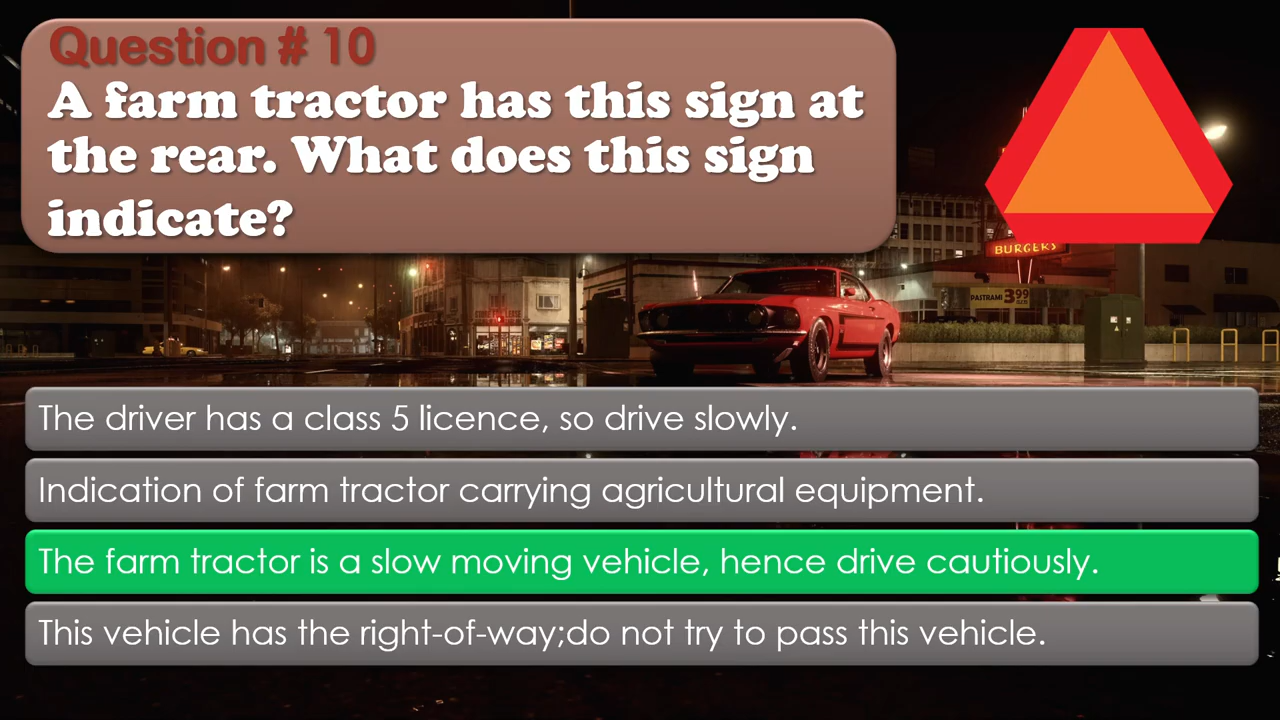 Question # 10
A farm tractor has this sign at
the rear. What does this sign
indicate?
BURGERS
PASTRAMI 3.99
The driver has a class 5 licence, so drive slowly.
Indication of farm tractor carrying agricultural equipment.
The farm tractor is a slow moving vehicle, hence drive cautiously.
This vehicle has the right-of-way;do not try to pass this vehicle.